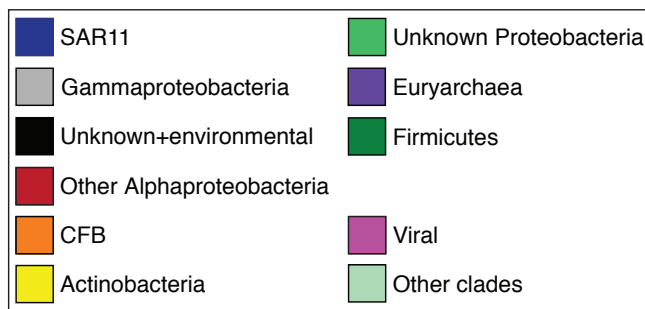 SAR11
Gammaproteobacteria
Unknown+environmental
Other Alphaproteobacteria
CFB
Actinobacteria
Unknown Proteobacteria
Euryarchaea
Firmicutes
Viral
Other clades